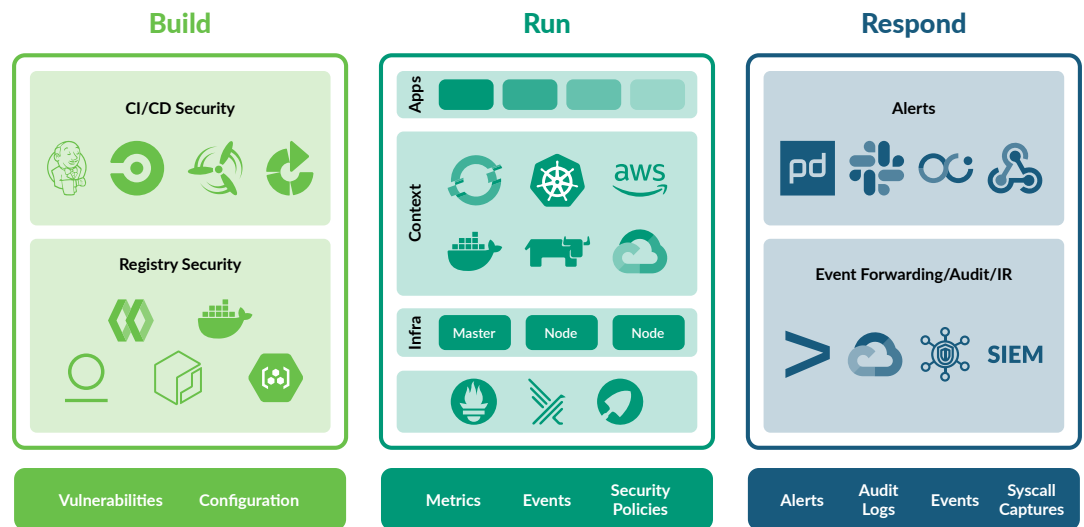 Build
Run
Respond
CI/CD Security
Registry Security
Vulnerabilities
Configuration
Apps
Context
aws
Infra
Master
Node
Node
Metrics
Events
Security
Policies
Alerts
pd
Event Forwarding/Audit/IR
SIEM
Alerts
Audit
Logs
Events
Syscall
Captures